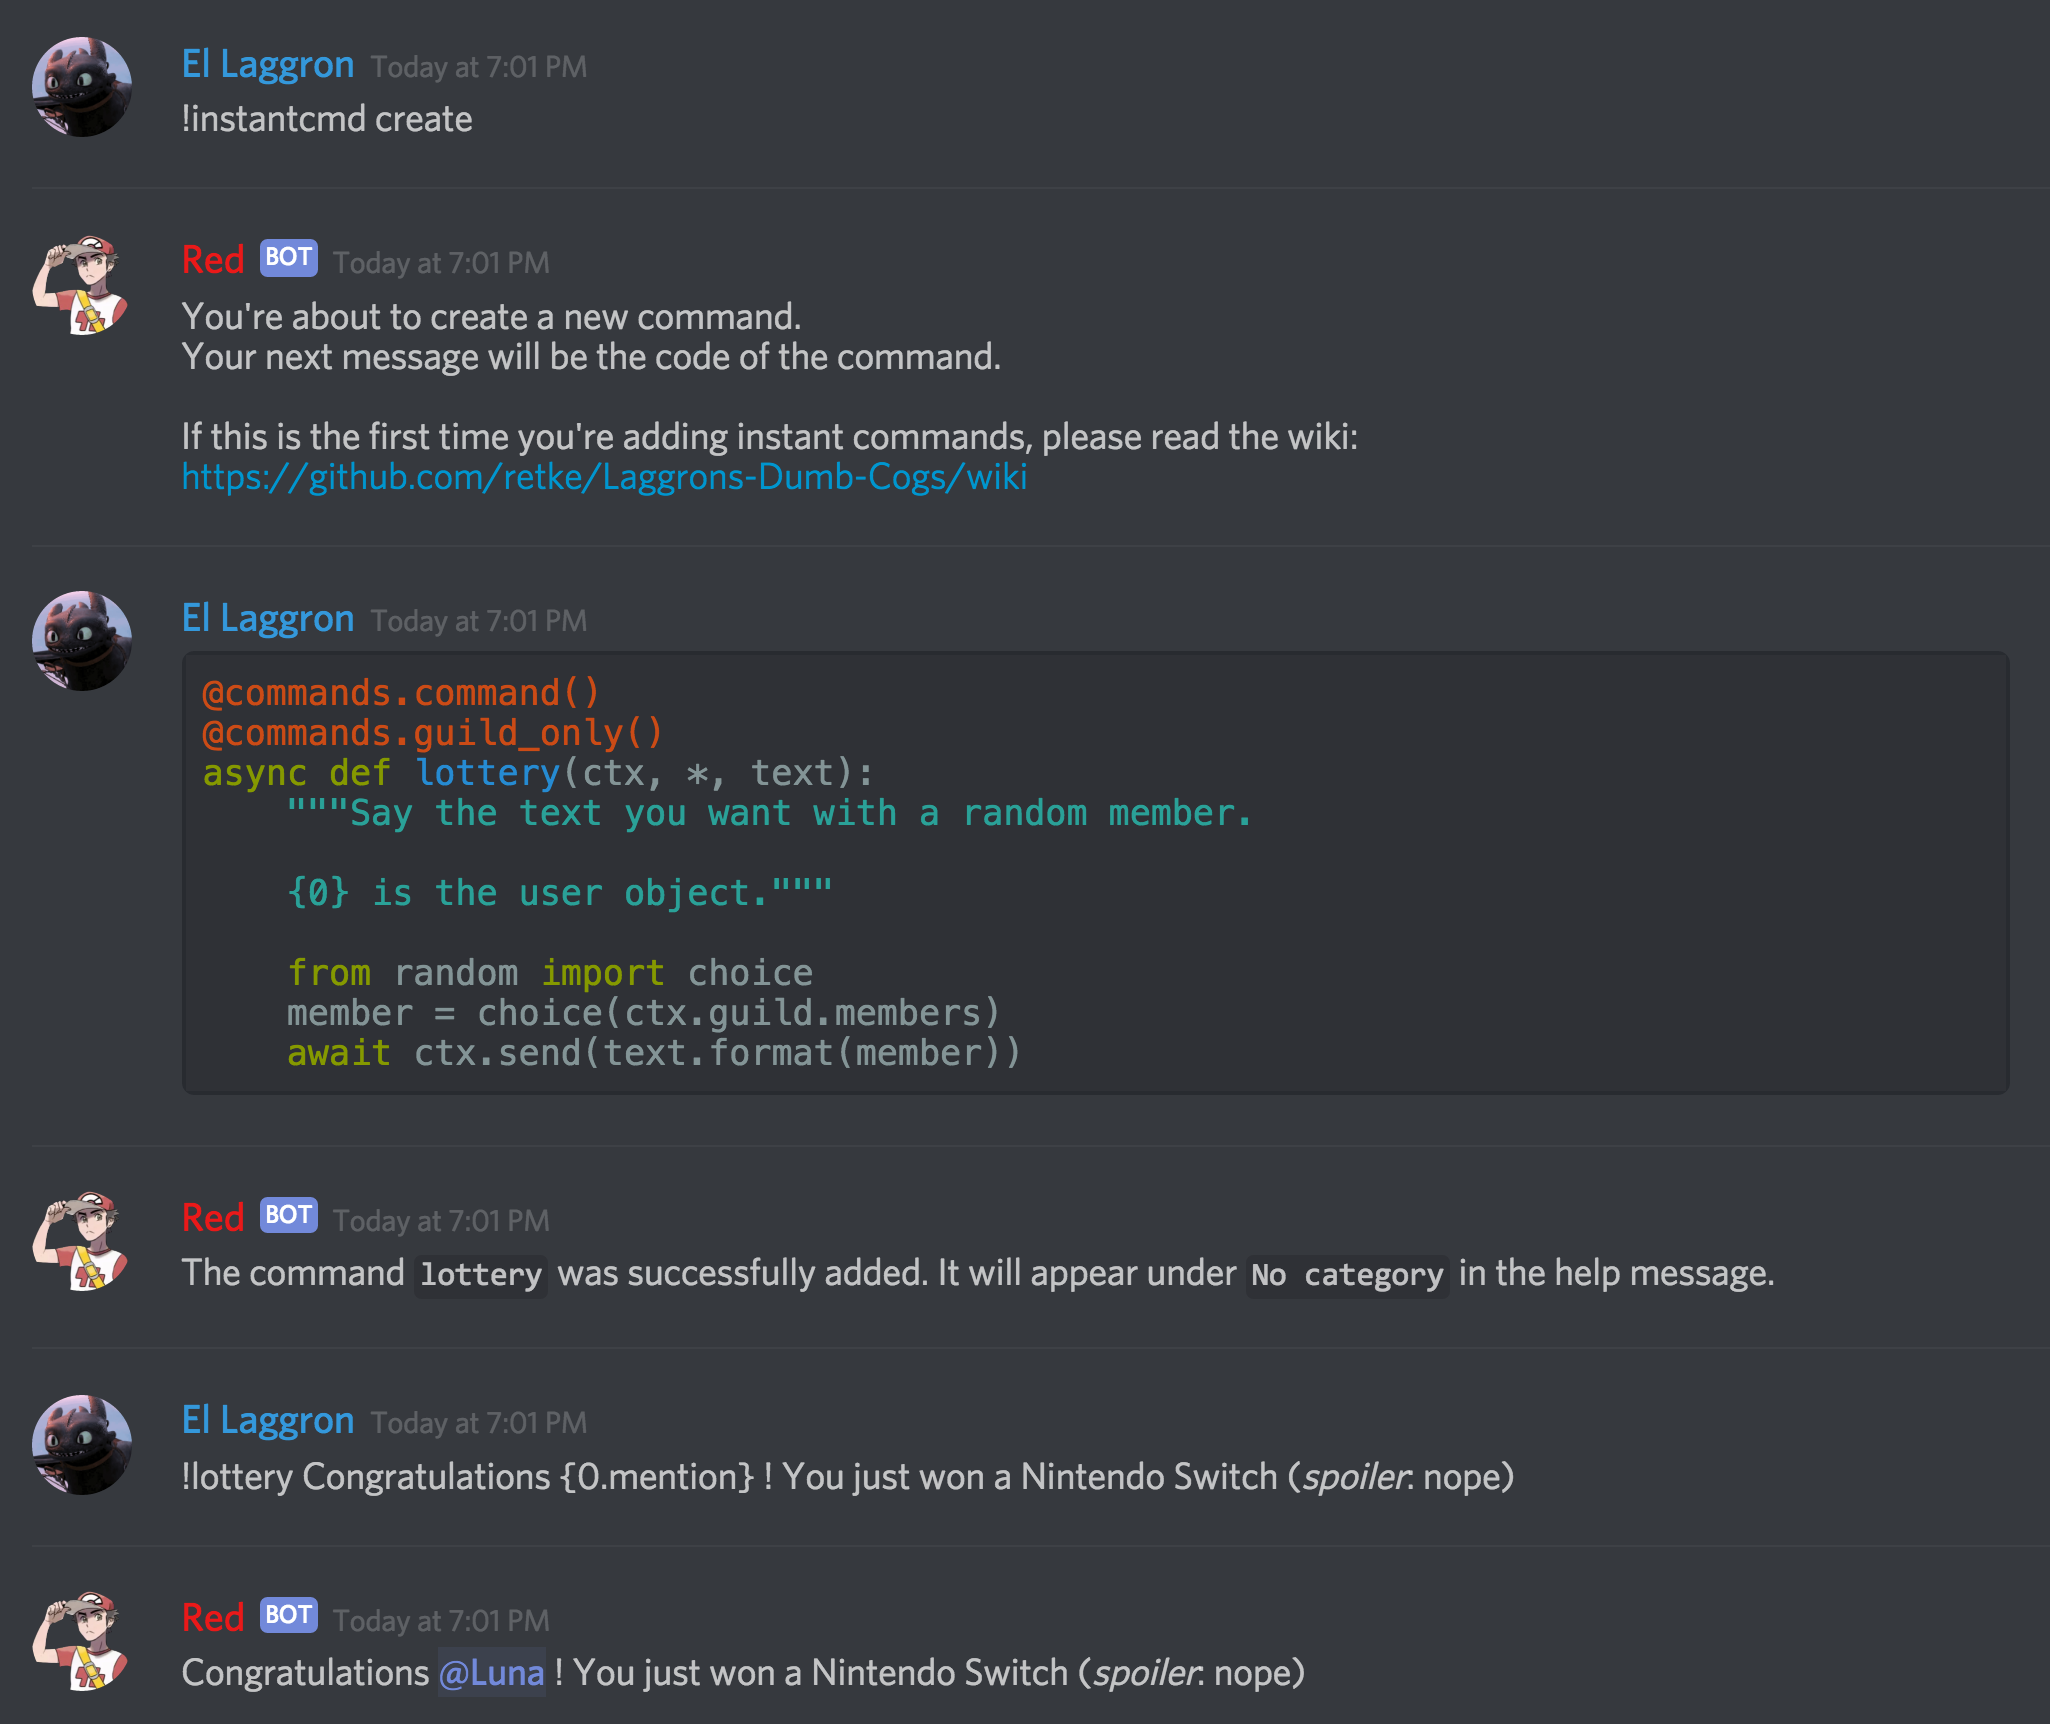 El Laggron Today at 7:01 PM
!instantcmd create
Red BOT Today at 7:01 PM
You're about to create a new command.
Your next message will be the code of the command.
If this is the first time you're adding instant commands, please read the wiki:
https://github.com/retke/Laggrons-Dumb-Cogs/wiki
El Laggron Today at 7:01 PM
@commands.command()
@commands.guild_only()
async def lottery(ctx, *, text):
    """Say the text you want with a random member.
    {0} is the user object."""
    from random import choice
    member = choice(ctx.guild.members)
    await ctx.send(text.format(member))
Red BOT Today at 7:01 PM
The command lottery was successfully added. It will appear under No category in the help message.
El Laggron Today at 7:01 PM
!lottery Congratulations {0.mention} ! You just won a Nintendo Switch (spoiler: nope)
Red BOT Today at 7:01 PM
Congratulations @Luna ! You just won a Nintendo Switch (spoiler: nope)